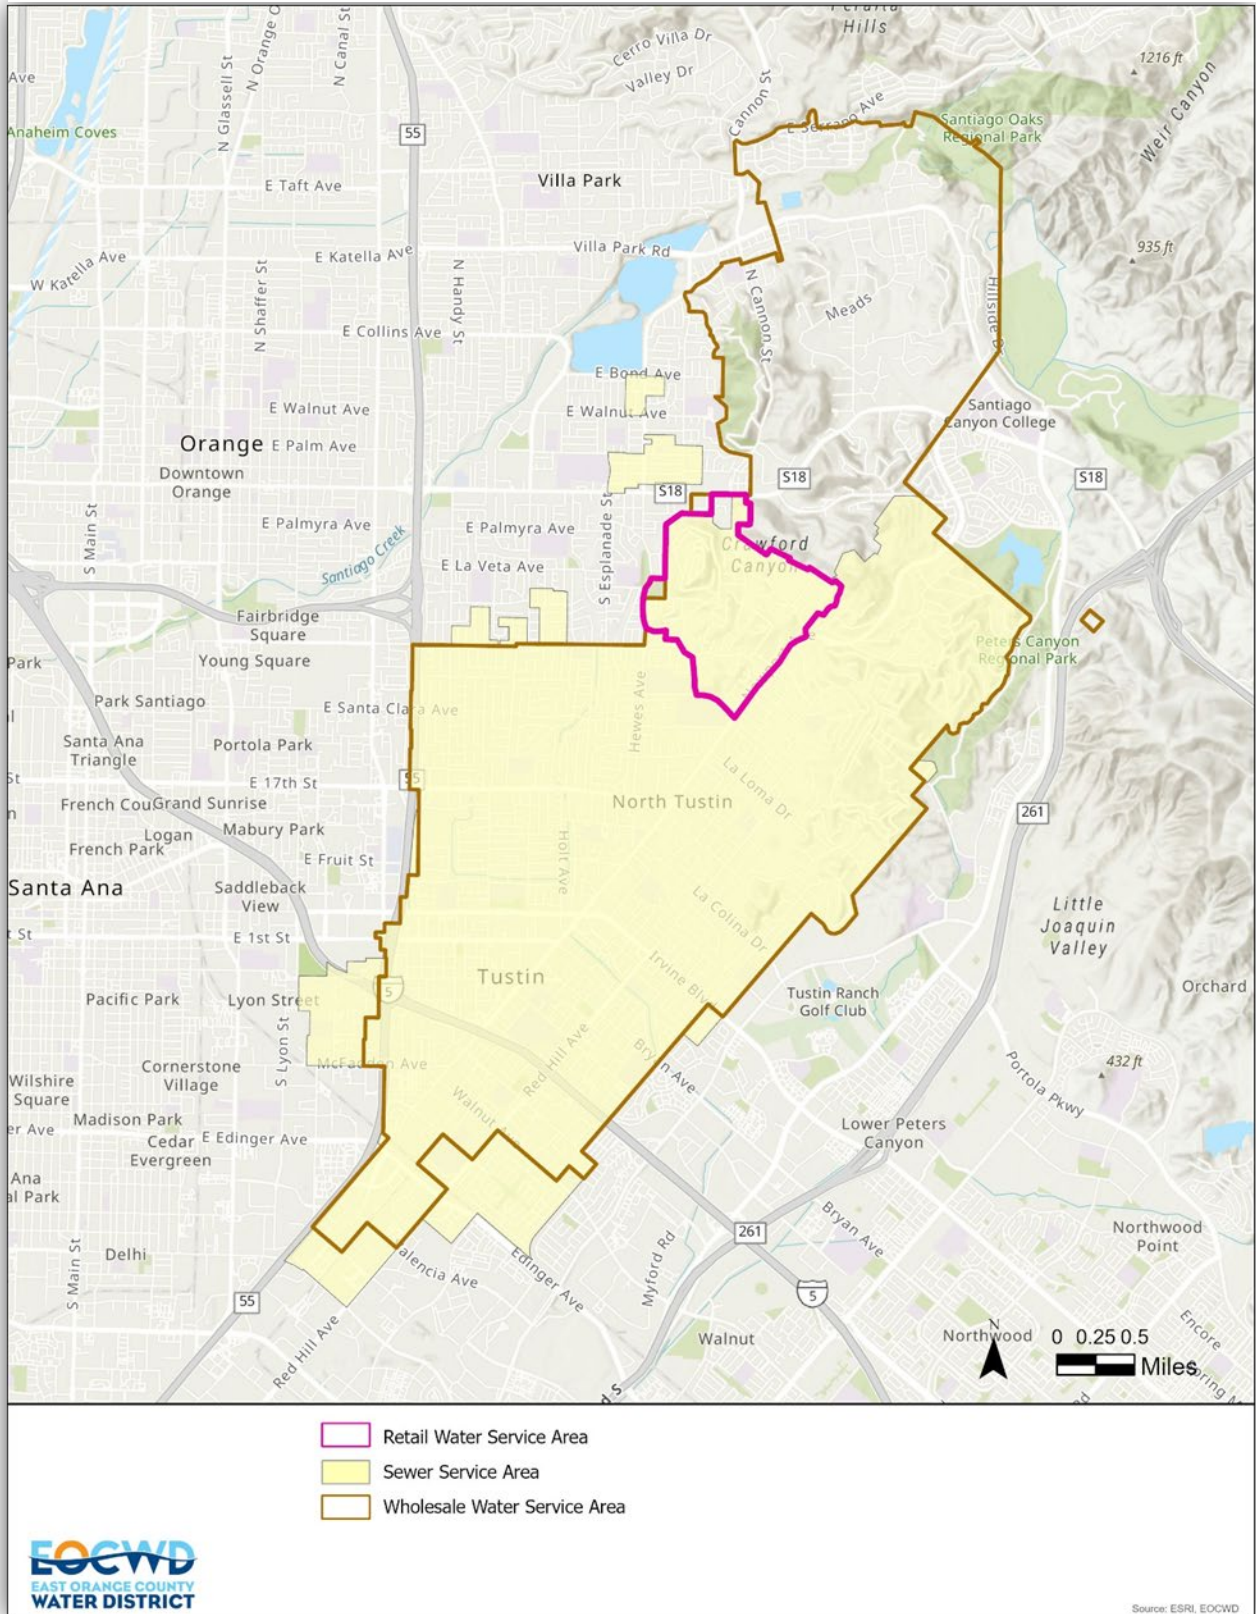 Peralta
Hills
Cerro Villa Dr
Valley Dr
1216 ft
Ave
N Glassell St
N Orange
N Canal St
Cannon St
E Serrano Ave
Santiago Oaks
Regional Park
Weir Canyon
Anaheim Coves
55
E Taft Ave
Villa Park
W Katella Ave
E Katella Ave
Villa Park Rd
935 ft
N Shaffer St
N Handy St
N Cannon St
Meads
Hillside Dr
E Collins Ave
E Bond Ave
E Walnut Ave
E Walnut Ave
Santiago
Canyon College
Orange
E Palm Ave
Downtown
Orange
S18
S18
S18
S Main St
E Palmyra Ave
E Palmyra Ave
S Esplanade St
Crawford
Canyon
Santiago Creek
E La Veta Ave
Fairbridge
Square
Park
Young Square
Peters Canyon
Regional Park
Park Santiago
E Santa Clara Ave
Hewes Ave
Santa Ana
Triangle
Portola Park
St
E 17th St
55
La Loma Dr
French Cou
Grand Sunrise
North Tustin
261
Logan
Mabury Park
French Park
E Fruit St
Holt Ave
Santa Ana
Saddleback
View
La Colina Dr
Little
Joaquin
Valley
t St
E 1st St
Tustin
Irvine Blvd
5
Pacific Park
Lyon Street
Tustin Ranch
Golf Club
Orchard
S Lyon St
McFadden Ave
Red Hill Ave
Bryan Ave
432 ft
Wilshire
Square
Cornerstone
Village
Portola Pkwy
Madison Park
er Ave
Cedar
Evergreen
E Edinger Ave
Walnut Ave
Lower Peters
Canyon
Ana
al Park
Delhi
S Main St
alencia Ave
Edinger Ave
Myford Rd
261
Bryan Ave
Northwood
Point
55
Red Hill Ave
5
Walnut
Northwood
Encore
N
0 0.25 0.5
Miles
Retail Water Service Area
Sewer Service Area
Wholesale Water Service Area
EOCWD
EAST ORANGE COUNTY
WATER DISTRICT
Source: ESRI, EOCWD